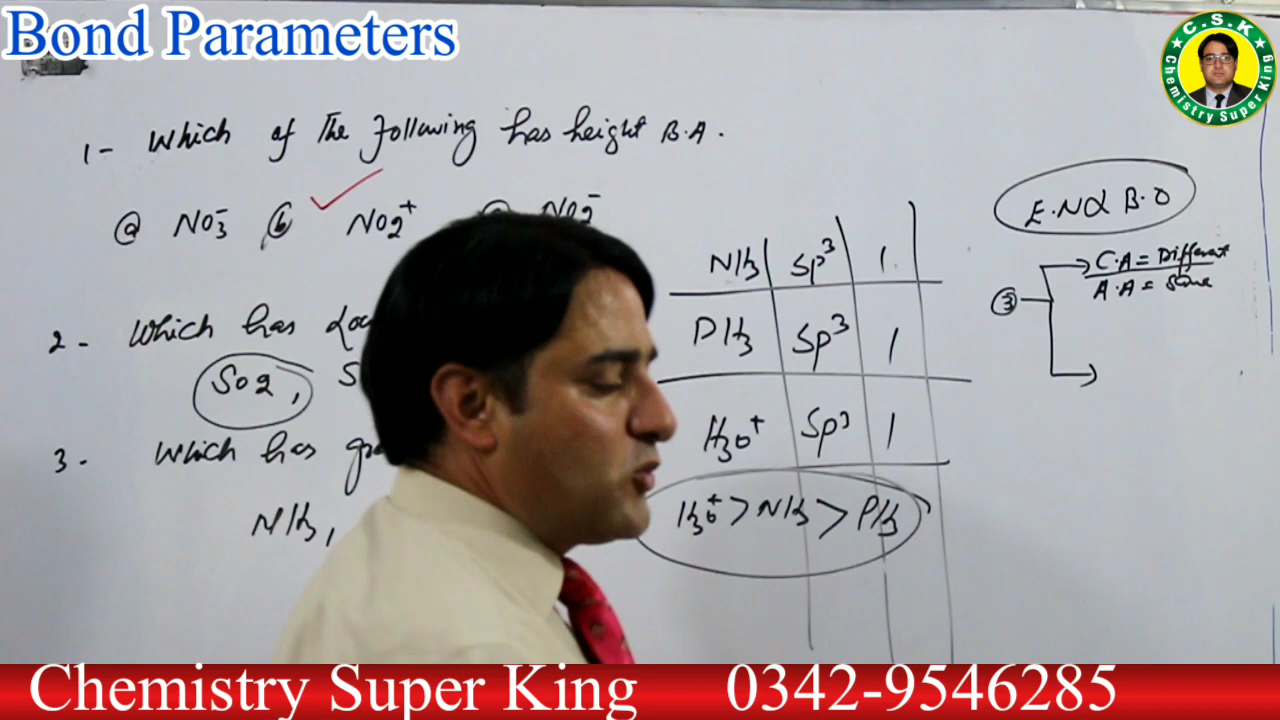 Bond Parameters
C.S.K
Chemistry Super King
1- Which of The following has height B.A.
ⓐ NO3⁻ ⓑ NO2⁺ NO2⁻
2- Which has
SO2, S
3- Which has gr
NH3,
NH3 Sp³ 1
PH3 Sp³ 1
H3O⁺ Sp³ 1
H3O⁺ > NH3 > PH3
E.N α B.A
③ C.A = Different
A.A = Same
Chemistry Super King 0342-9546285